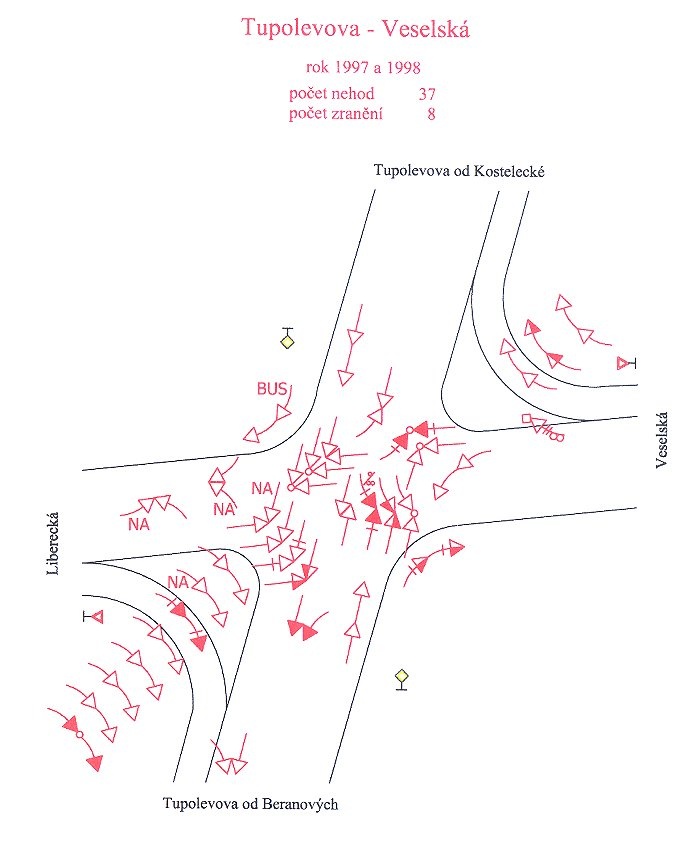 Tupolevova - Veselská
rok 1997 a 1998
počet nehod 37
počet zranění 8
Tupolevova od Kostelecké
BUS
Veselská
NA
NA
NA
Liberecká
NA
Tupolevova od Beranových